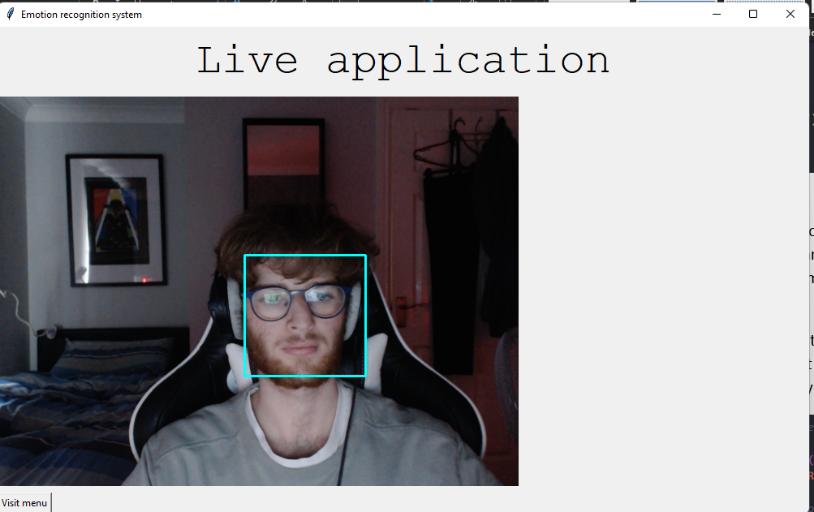 Emotion recognition system
Live application
Visit menu